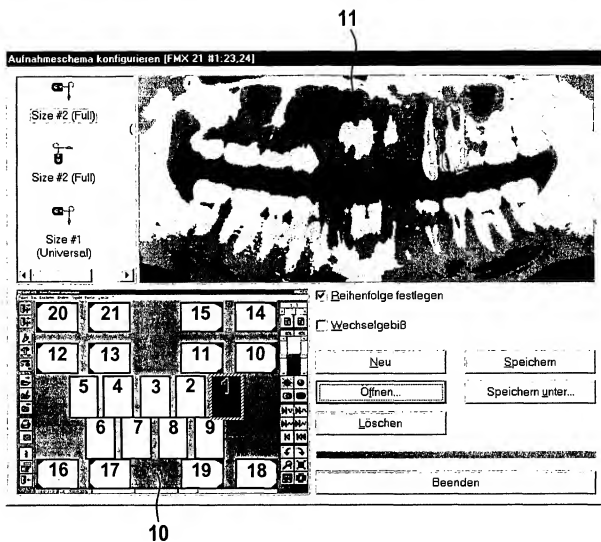 11
Aufnahmeschema konfigurieren [FMX 21 #1:23,24]
Size #2 (Full)
Size #2 (Full)
Size #1
(Universal)
20 21 15 14
12 13 11 10
5 4 3 2 1
6 7 8 9
16 17 19 18
Reihenfolge festlegen
Wechselgebiß
Neu Speichern
Öffnen... Speichern unter...
Löschen
Beenden
10